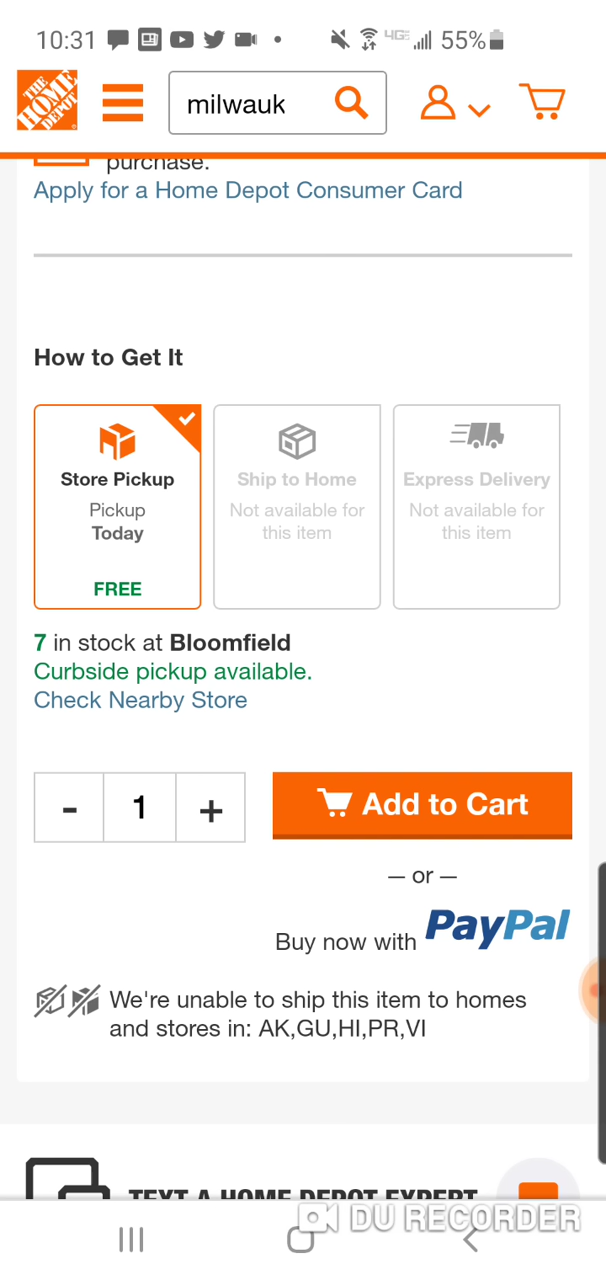 10:31 4GE 55%
THE HOME DEPOT milwauk
purchase.
Apply for a Home Depot Consumer Card
How to Get It
Store Pickup
Pickup
Today
FREE
Ship to Home
Not available for
this item
Express Delivery
Not available for
this item
7 in stock at Bloomfield
Curbside pickup available.
Check Nearby Store
- 1 + Add to Cart
— or —
Buy now with PayPal
We're unable to ship this item to homes
and stores in: AK,GU,HI,PR,VI
TEXT A HOME DEPOT EXPERT
DU RECORDER